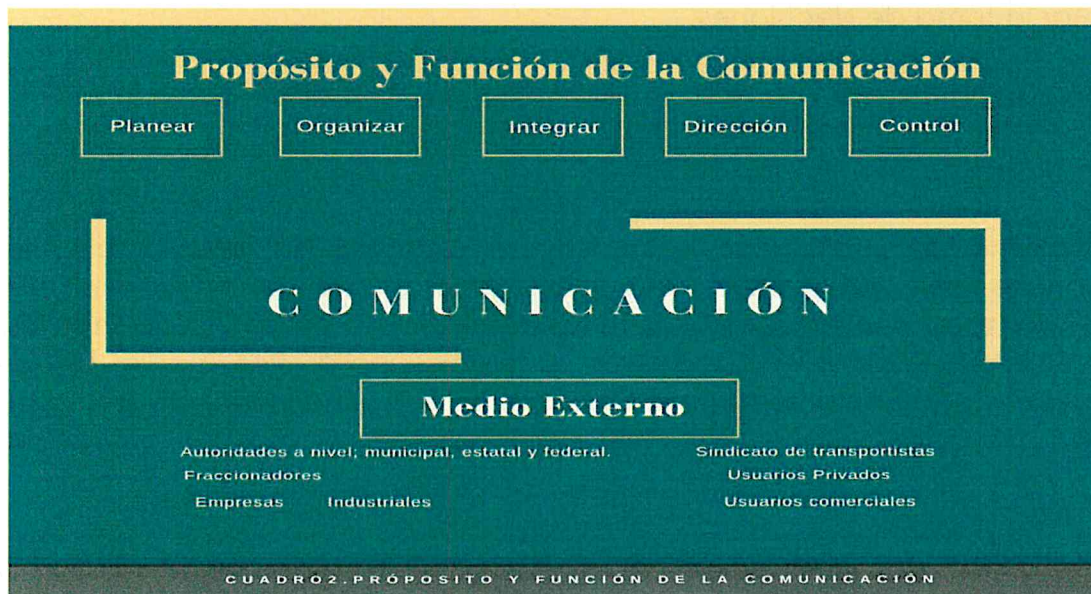 Propósito y Función de la Comunicación
Planear Organizar Integrar Dirección Control
COMUNICACIÓN
Medio Externo
Autoridades a nivel; municipal, estatal y federal. Sindicato de transportistas
Fraccionadores Usuarios Privados
Empresas Industriales Usuarios comerciales
CUADRO2.PRÓPOSITO Y FUNCIÓN DE LA COMUNICACIÓN